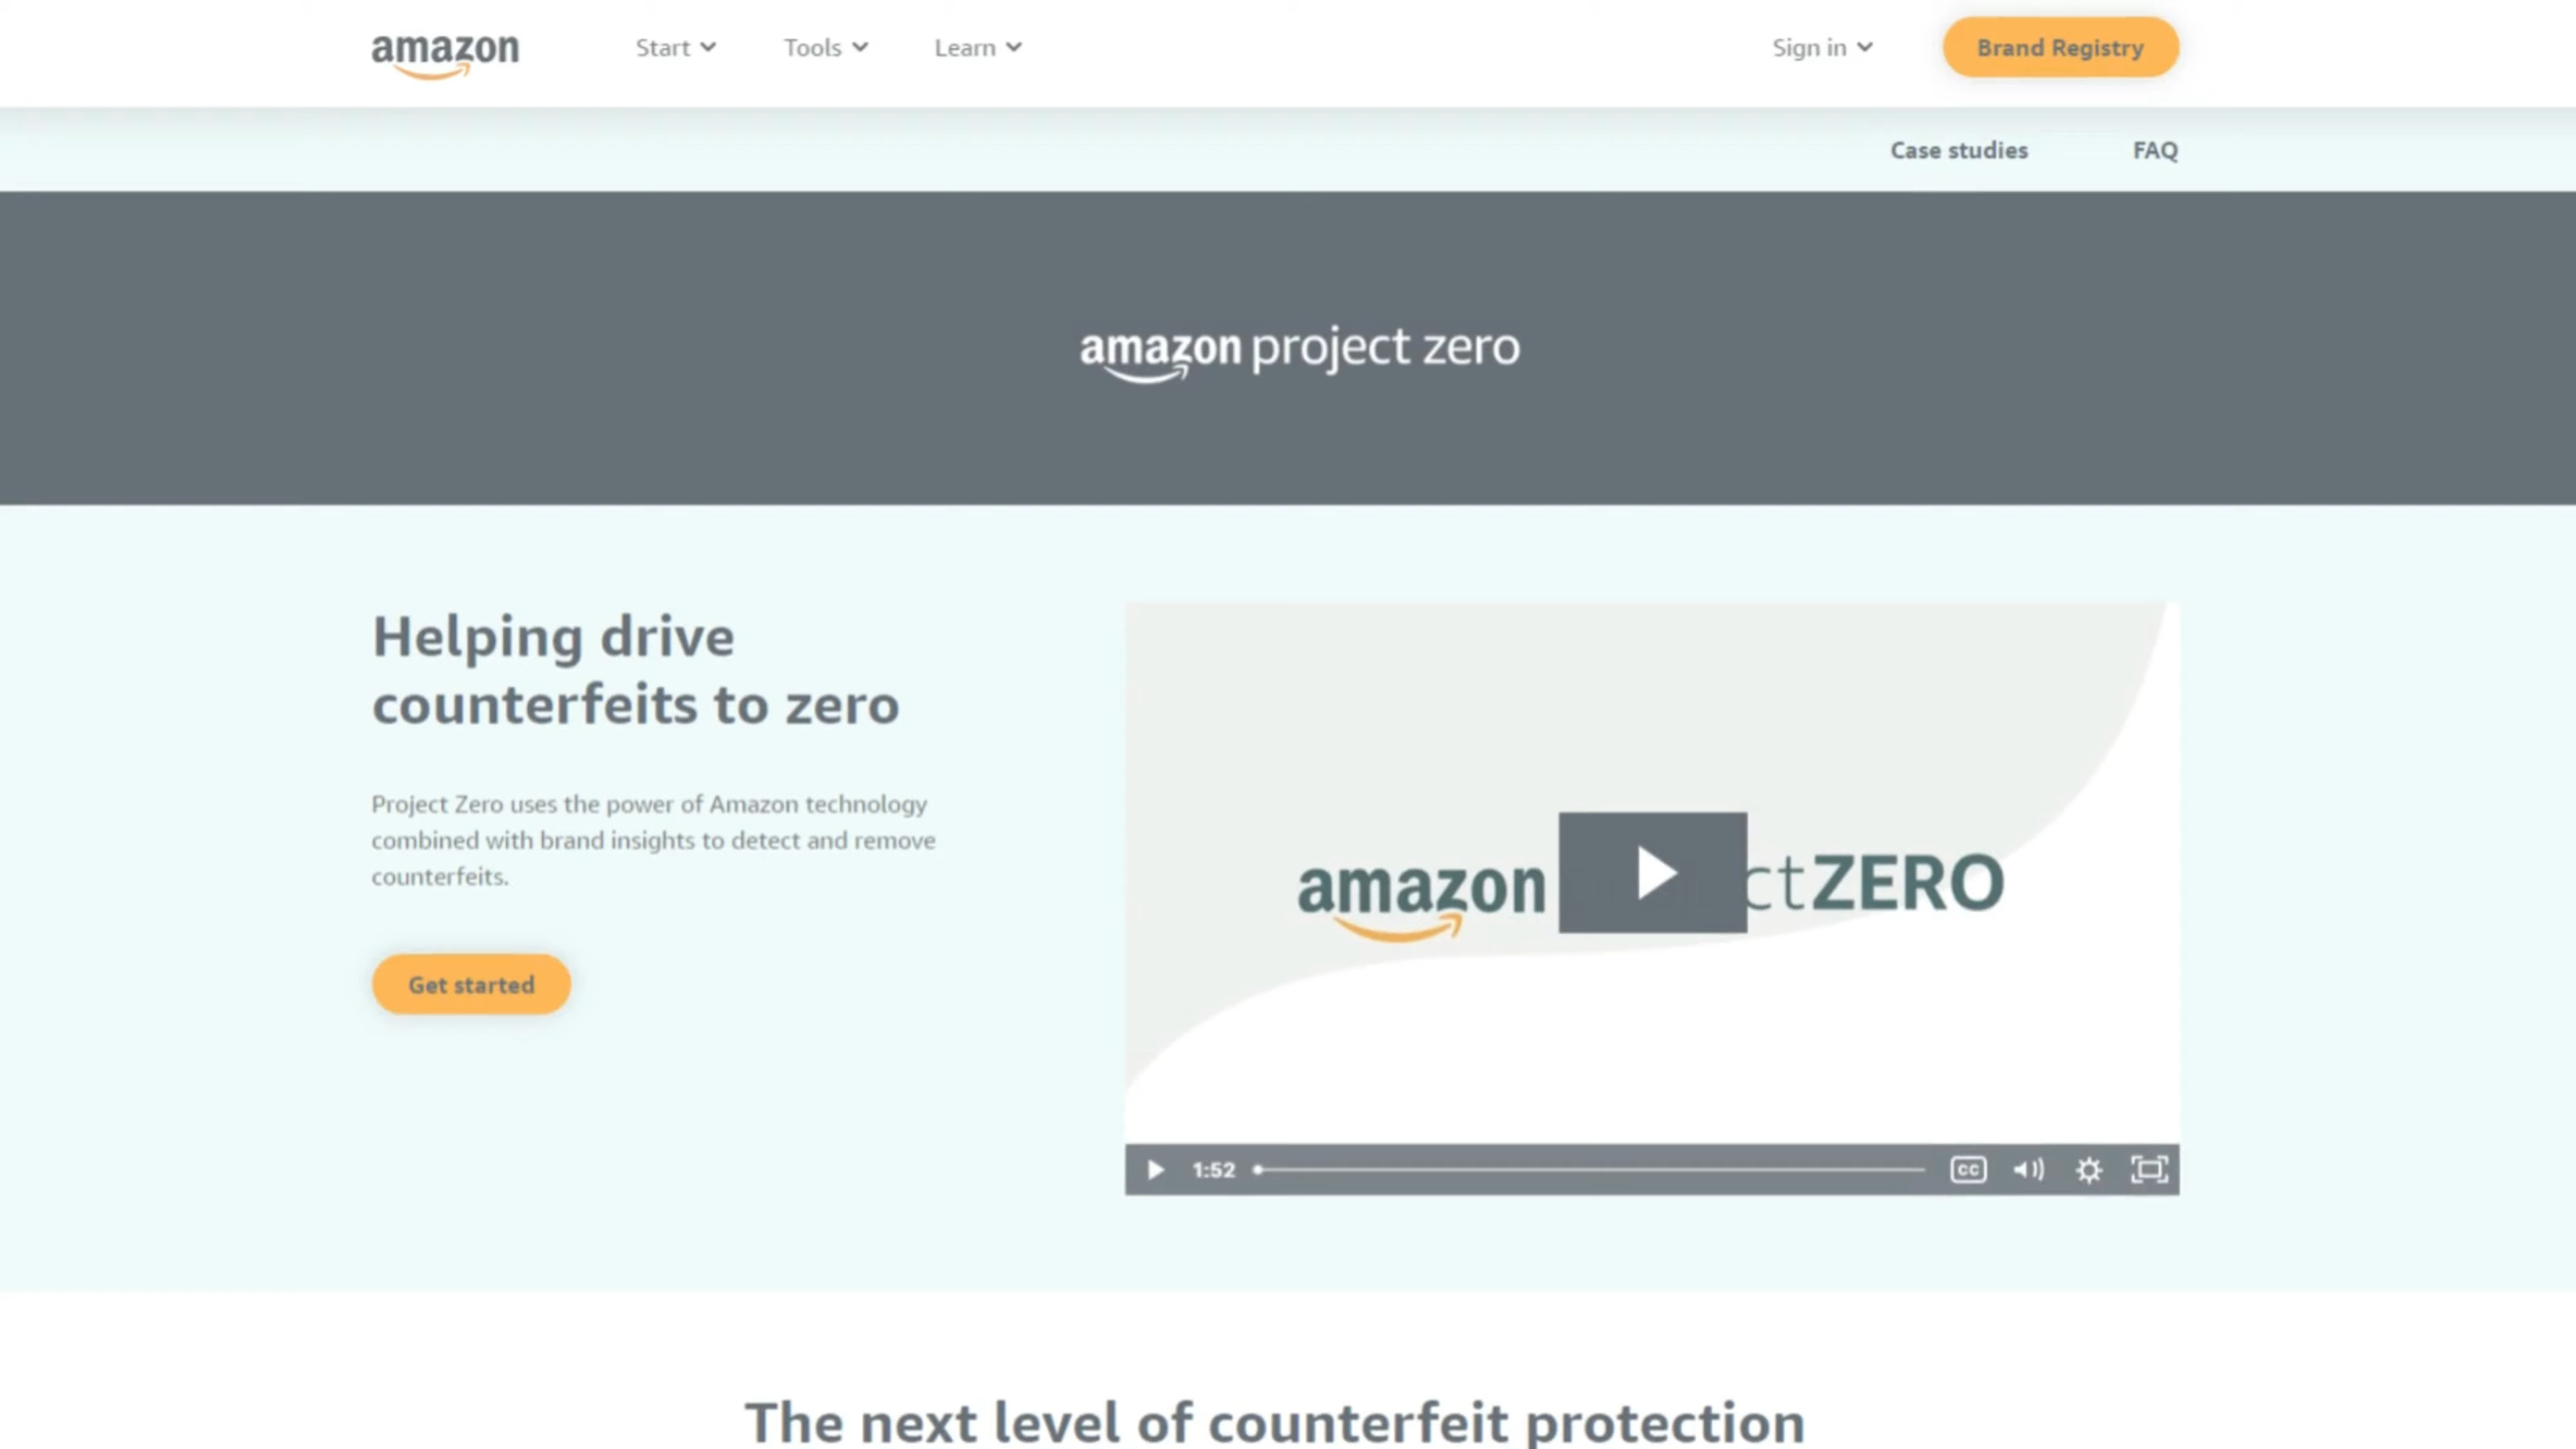 amazon
Start
Tools
Learn
Sign in
Brand Registry
Case studies
FAQ
amazon project zero
Helping drive
counterfeits to zero
Project Zero uses the power of Amazon technology
combined with brand insights to detect and remove
counterfeits.
Get started
amazon ctZERO
1:52
CC
The next level of counterfeit protection